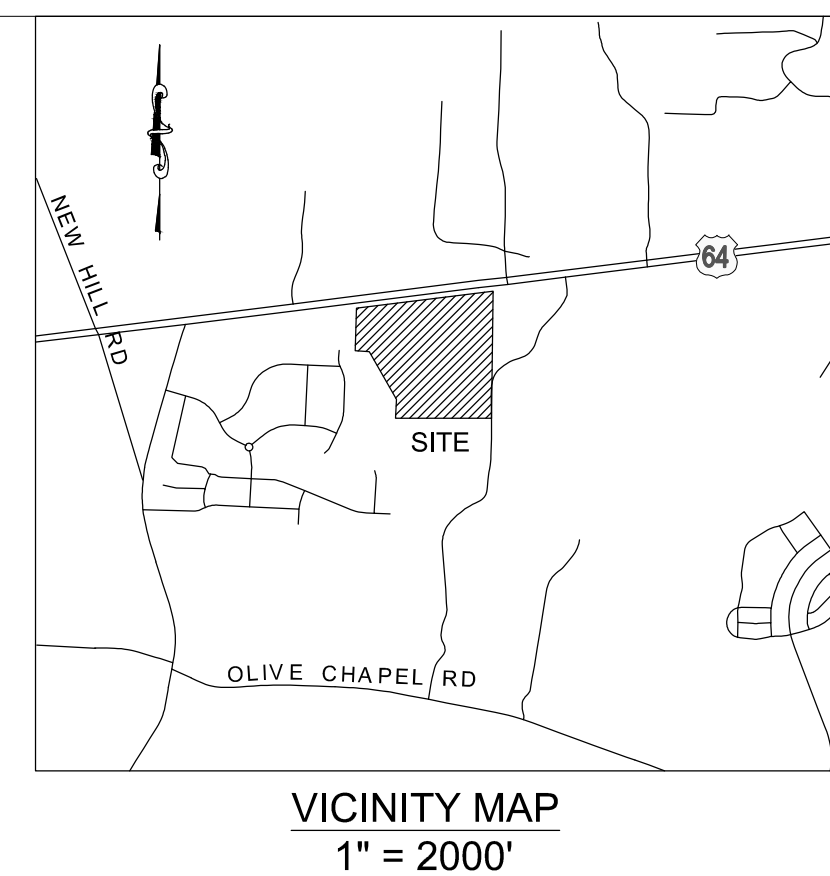 NEW HILL RD
64
SITE
OLIVE CHAPEL RD
VICINITY MAP
1" = 2000'